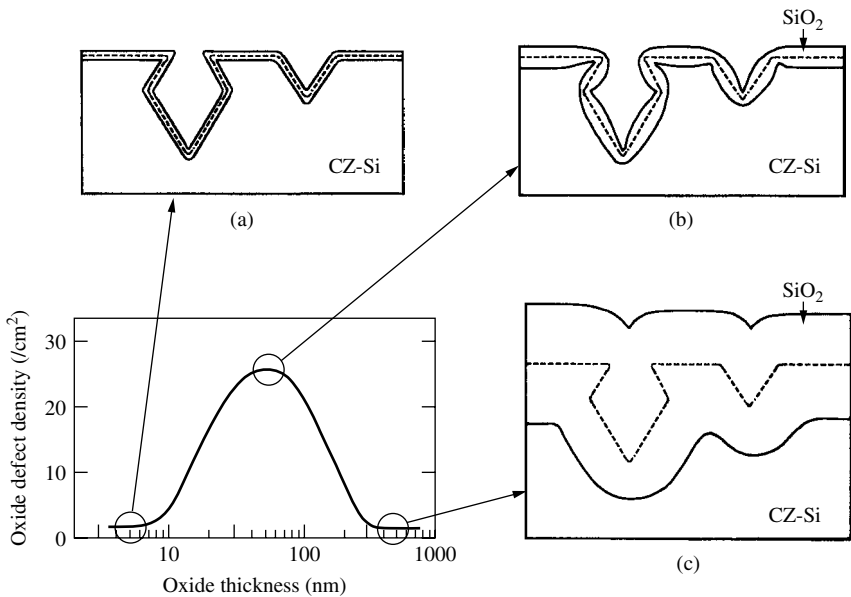 SiO2
CZ-Si
CZ-Si
(a)
(b)
SiO2
Oxide defect density (/cm2)
30
20
10
0
10
100
1000
Oxide thickness (nm)
CZ-Si
(c)